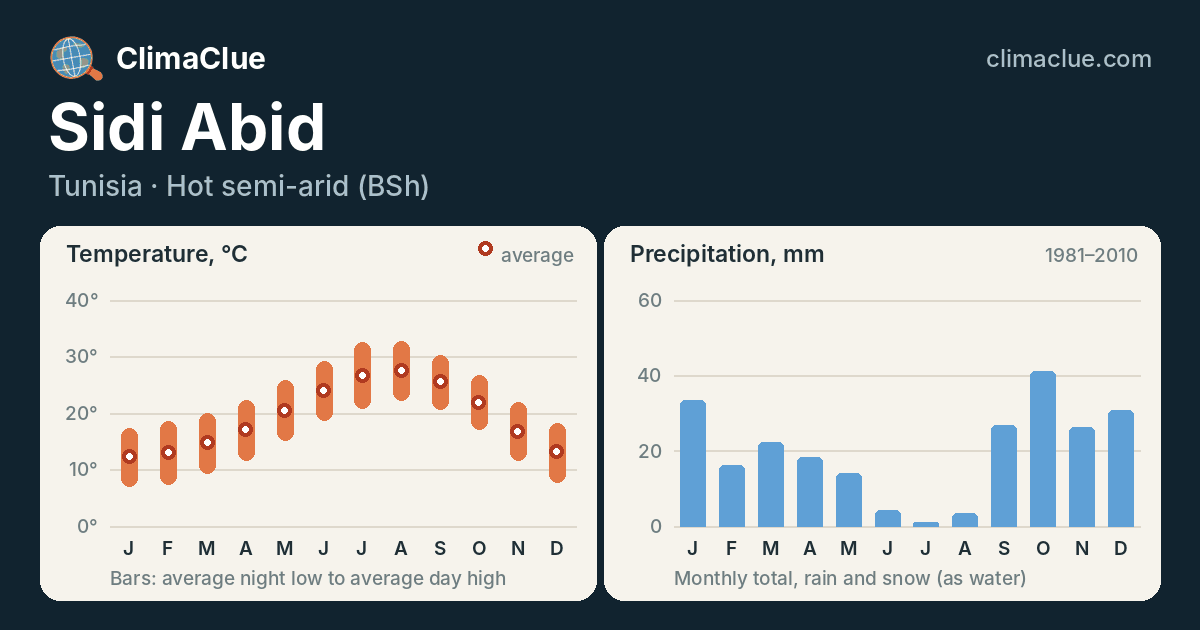 ClimaClue
climaclue.com
Sidi Abid
Tunisia · Hot semi-arid (BSh)
Temperature, °C
average
40°
30°
20°
10°
0°
J F M A M J J A S O N D
Bars: average night low to average day high
Precipitation, mm
1981–2010
60
40
20
0
J F M A M J J A S O N D
Monthly total, rain and snow (as water)